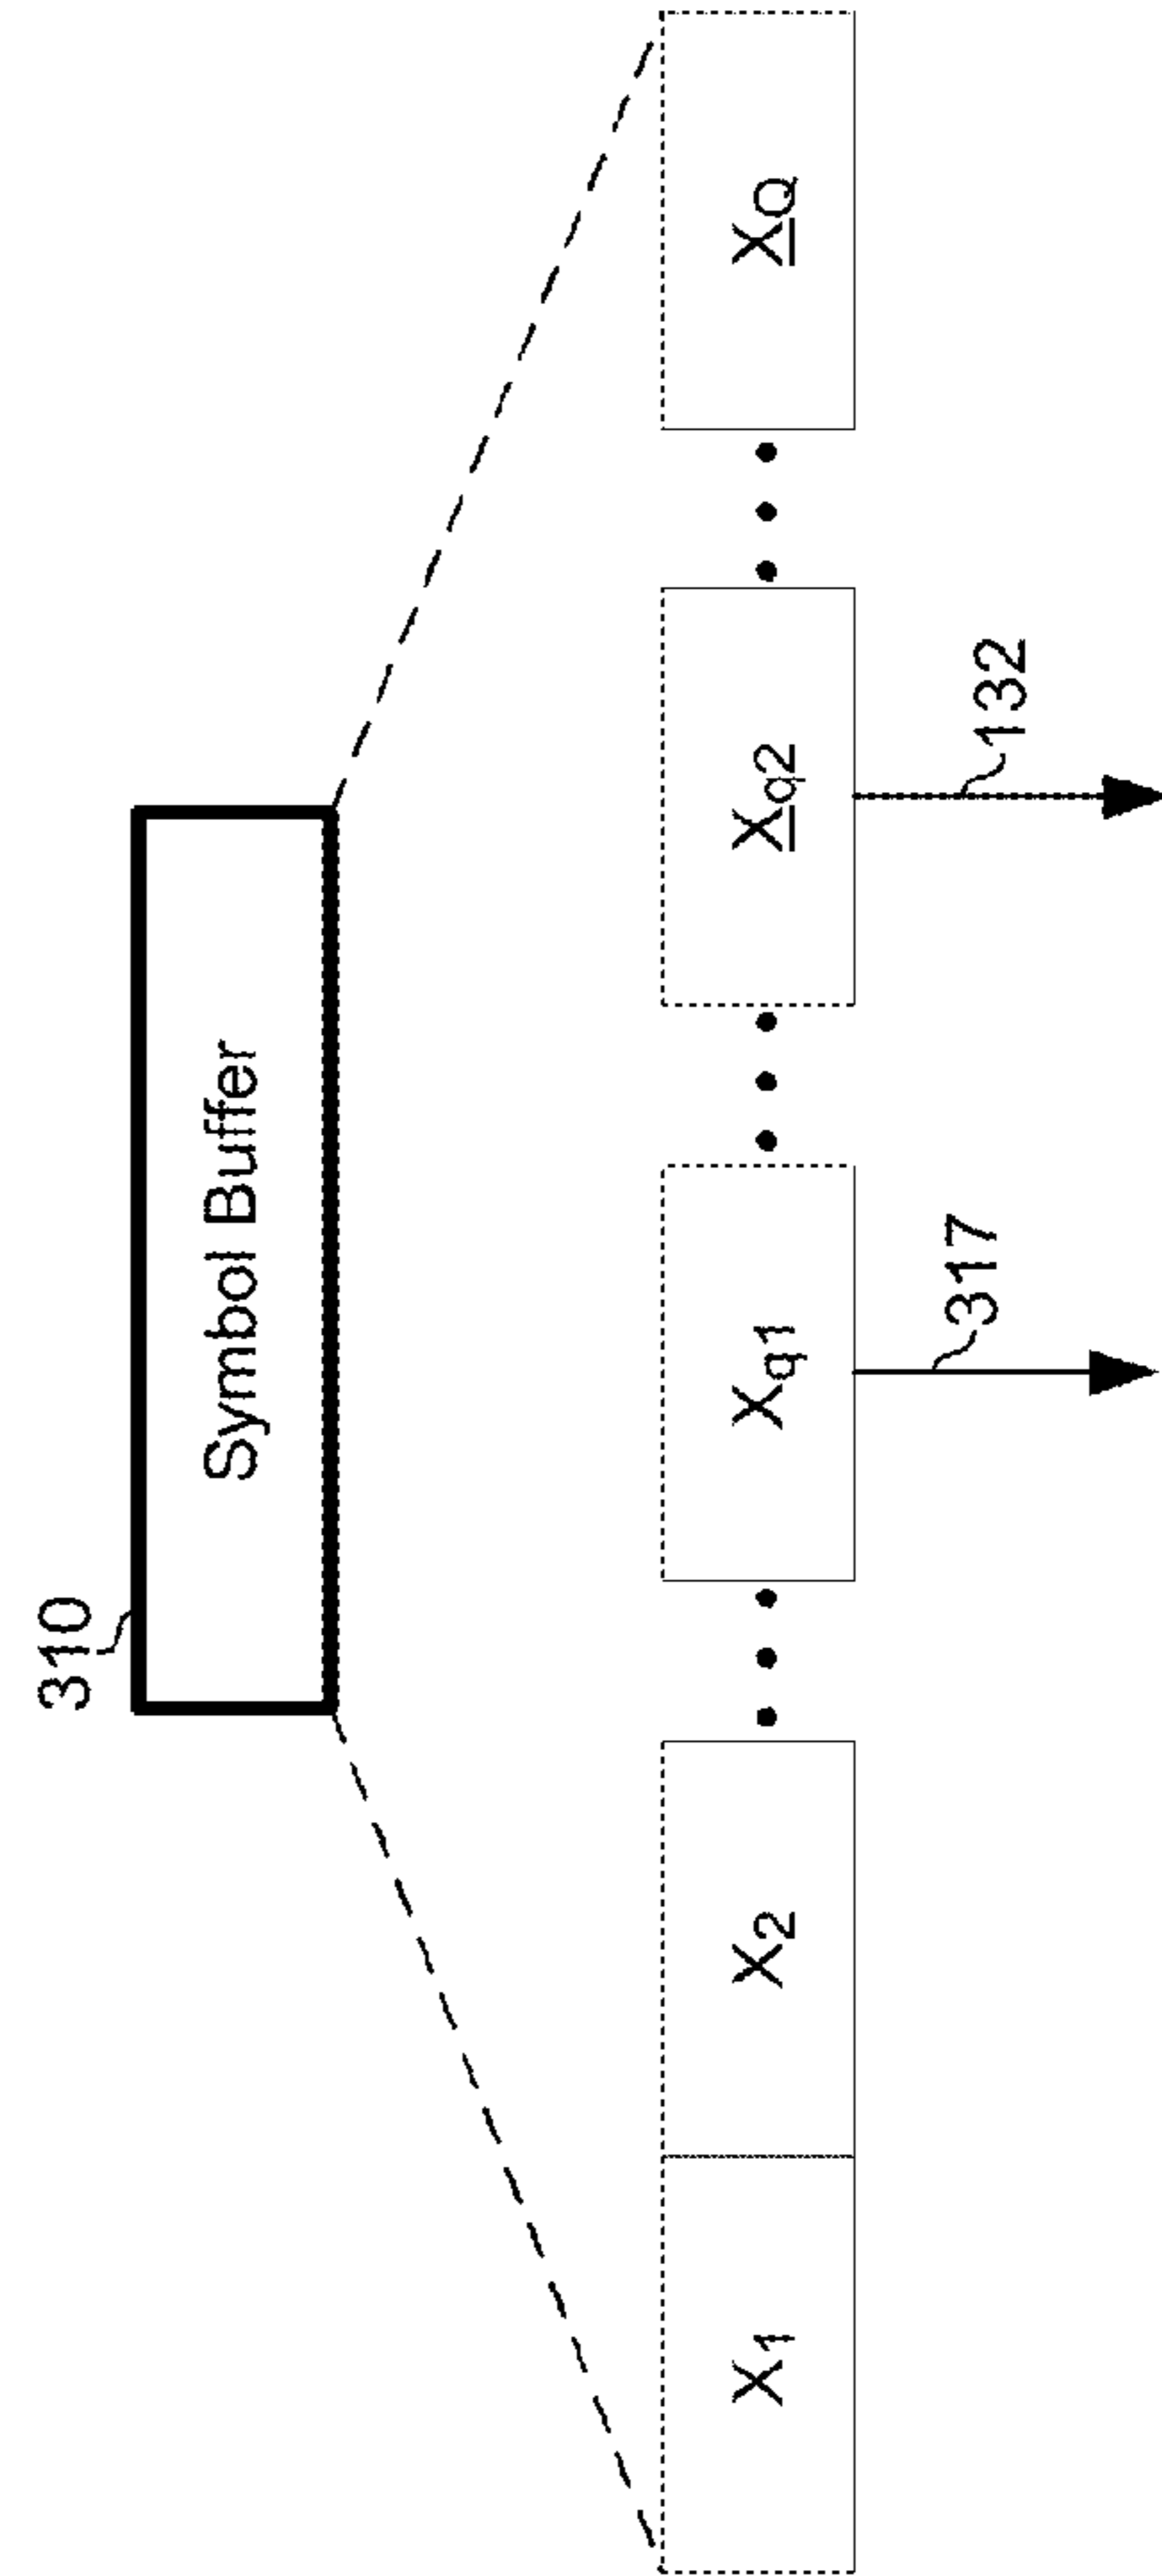 310
Symbol Buffer
X1 X2 • • • Xq1 • • • Xq2 • • • XQ
317 132